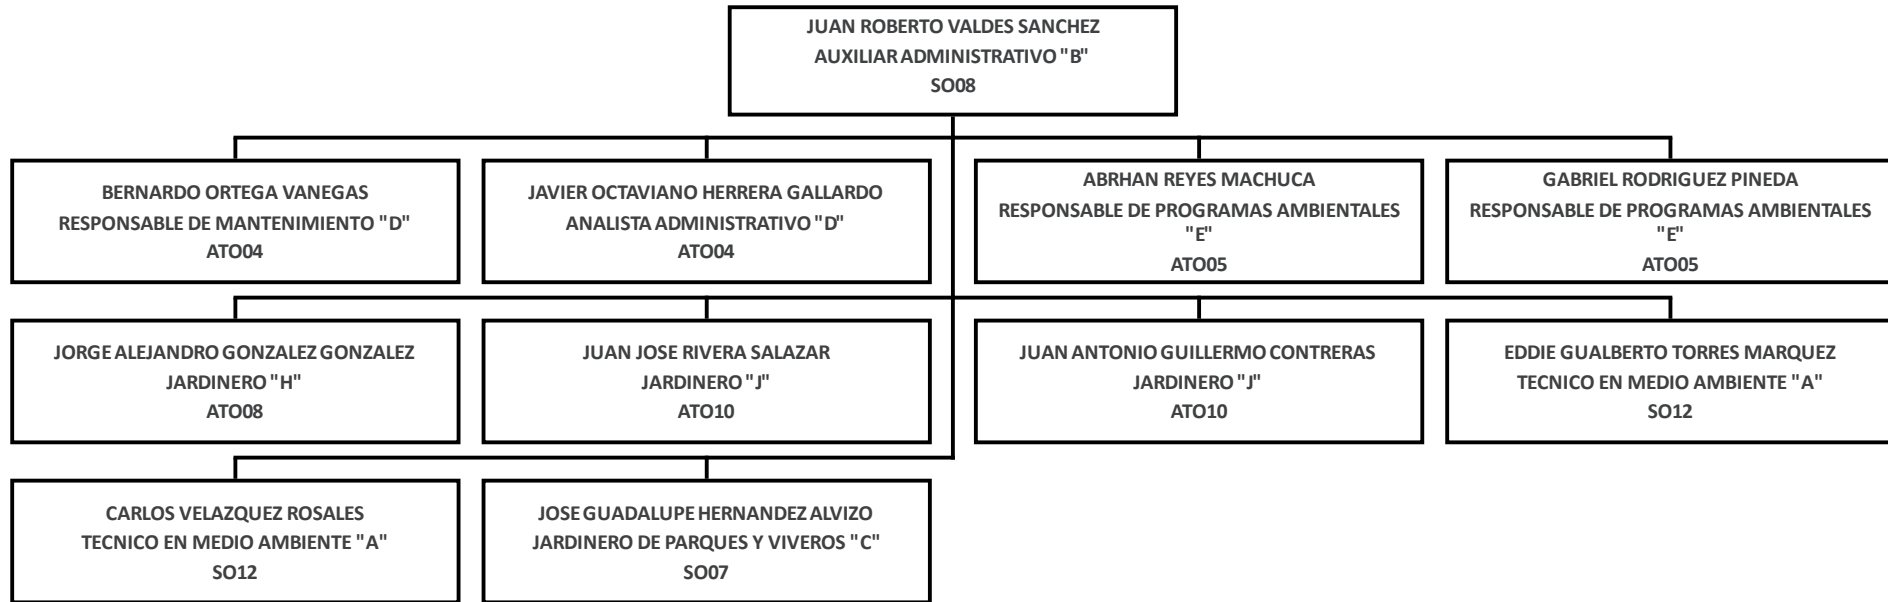 JUAN ROBERTO VALDES SANCHEZ
AUXILIAR ADMINISTRATIVO "B"
SO08
BERNARDO ORTEGA VANEGAS
RESPONSABLE DE MANTENIMIENTO "D"
ATO04
JAVIER OCTAVIANO HERRERA GALLARDO
ANALISTA ADMINISTRATIVO "D"
ATO04
ABRHAN REYES MACHUCA
RESPONSABLE DE PROGRAMAS AMBIENTALES
"E"
ATO05
GABRIEL RODRIGUEZ PINEDA
RESPONSABLE DE PROGRAMAS AMBIENTALES
"E"
ATO05
JORGE ALEJANDRO GONZALEZ GONZALEZ
JARDINERO "H"
ATO08
JUAN JOSE RIVERA SALAZAR
JARDINERO "J"
ATO10
JUAN ANTONIO GUILLERMO CONTRERAS
JARDINERO "J"
ATO10
EDDIE GUALBERTO TORRES MARQUEZ
TECNICO EN MEDIO AMBIENTE "A"
SO12
CARLOS VELAZQUEZ ROSALES
TECNICO EN MEDIO AMBIENTE "A"
SO12
JOSE GUADALUPE HERNANDEZ ALVIZO
JARDINERO DE PARQUES Y VIVEROS "C"
SO07